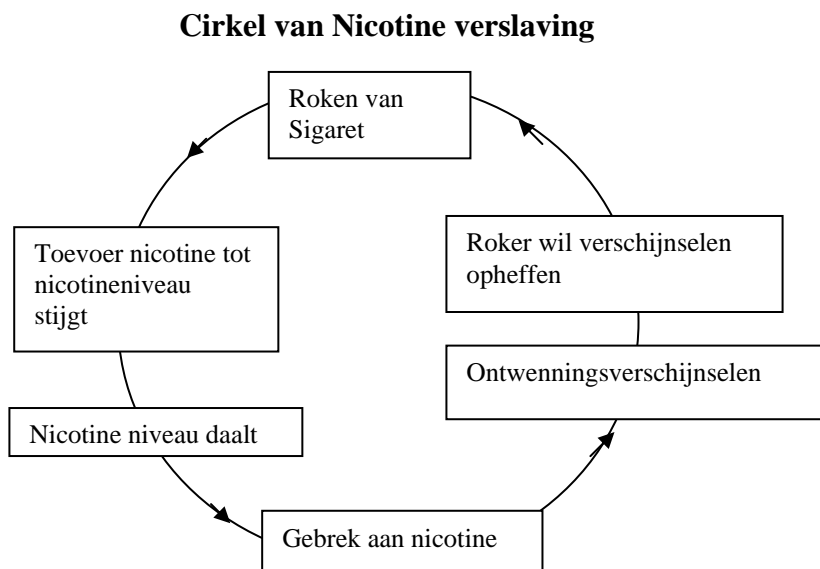 Cirkel van Nicotine verslaving
Roken van
Sigaret
Toevoer nicotine tot
nicotineniveau
stijgt
Nicotine niveau daalt
Gebrek aan nicotine
Ontwenningsverschijnselen
Roker wil verschijnselen
opheffen